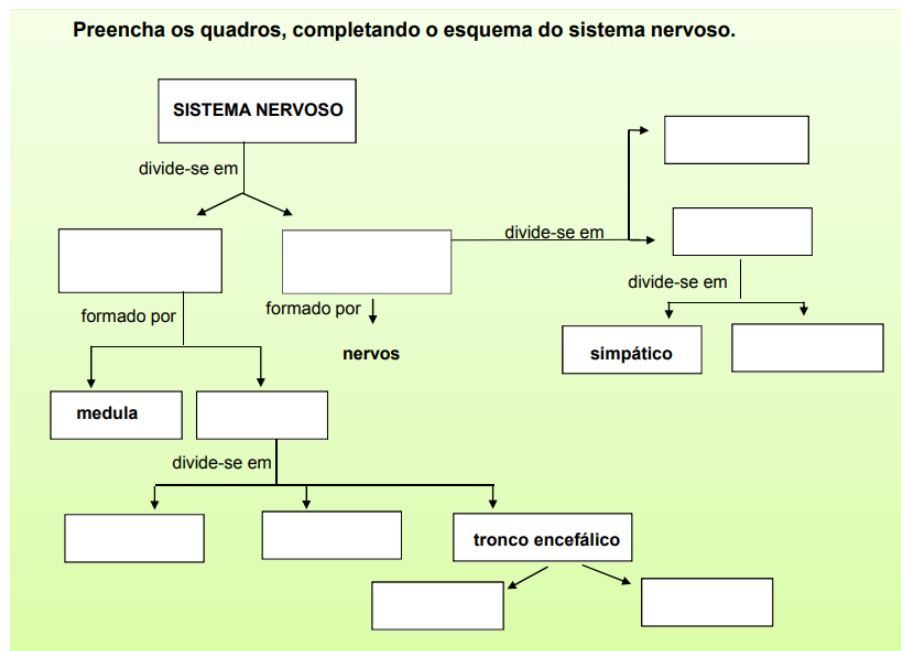 Preencha os quadros, completando o esquema do sistema nervoso.
SISTEMA NERVOSO
divide-se em
divide-se em
divide-se em
formado por
formado por
nervos
simpático
medula
divide-se em
tronco encefálico